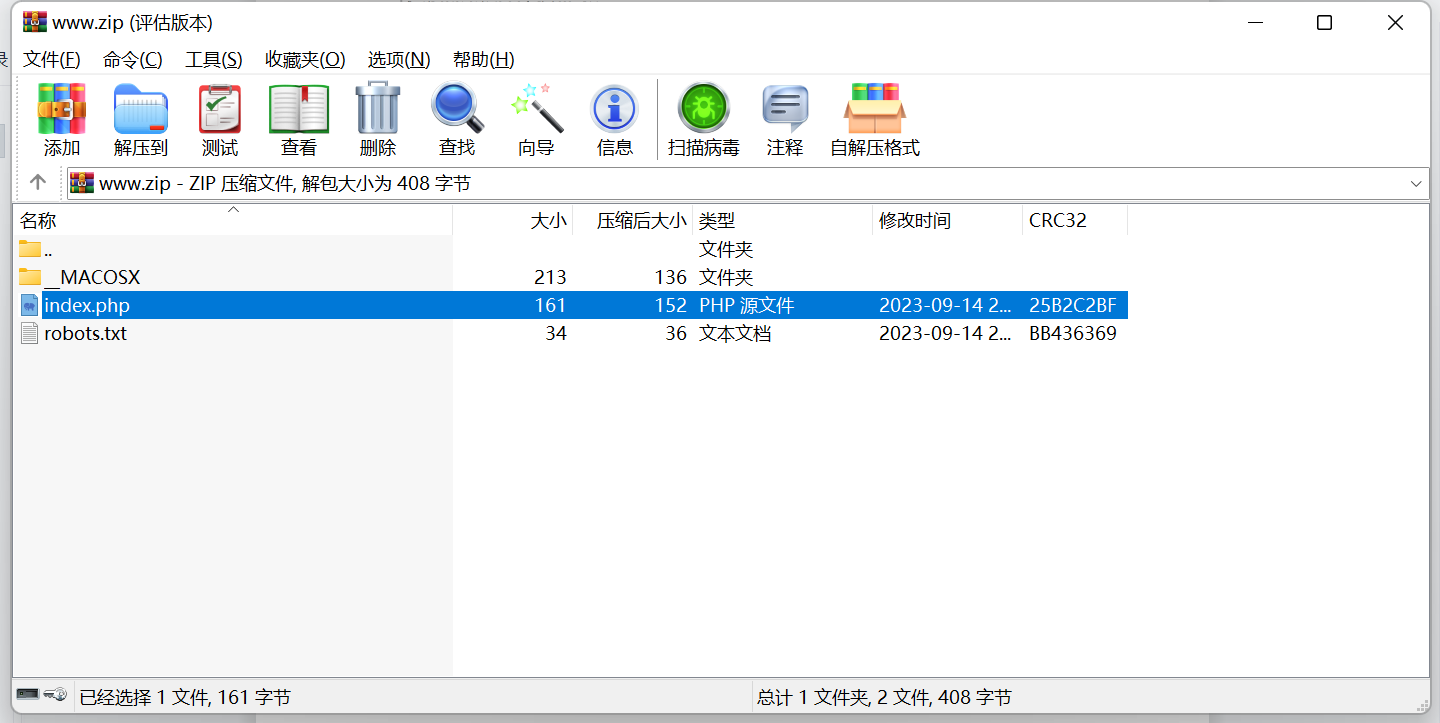 www.zip (评估版本)
文件(F) 命令(C) 工具(S) 收藏夹(O) 选项(N) 帮助(H)
添加 解压到 测试 查看 删除 查找 向导 信息 扫描病毒 注释 自解压格式
www.zip - ZIP 压缩文件, 解包大小为 408 字节
名称 大小 压缩后大小 类型 修改时间 CRC32
.. 文件夹
__MACOSX 213 136 文件夹
index.php 161 152 PHP 源文件 2023-09-14 2... 25B2C2BF
robots.txt 34 36 文本文档 2023-09-14 2... BB436369
已经选择 1 文件, 161 字节 总计 1 文件夹, 2 文件, 408 字节